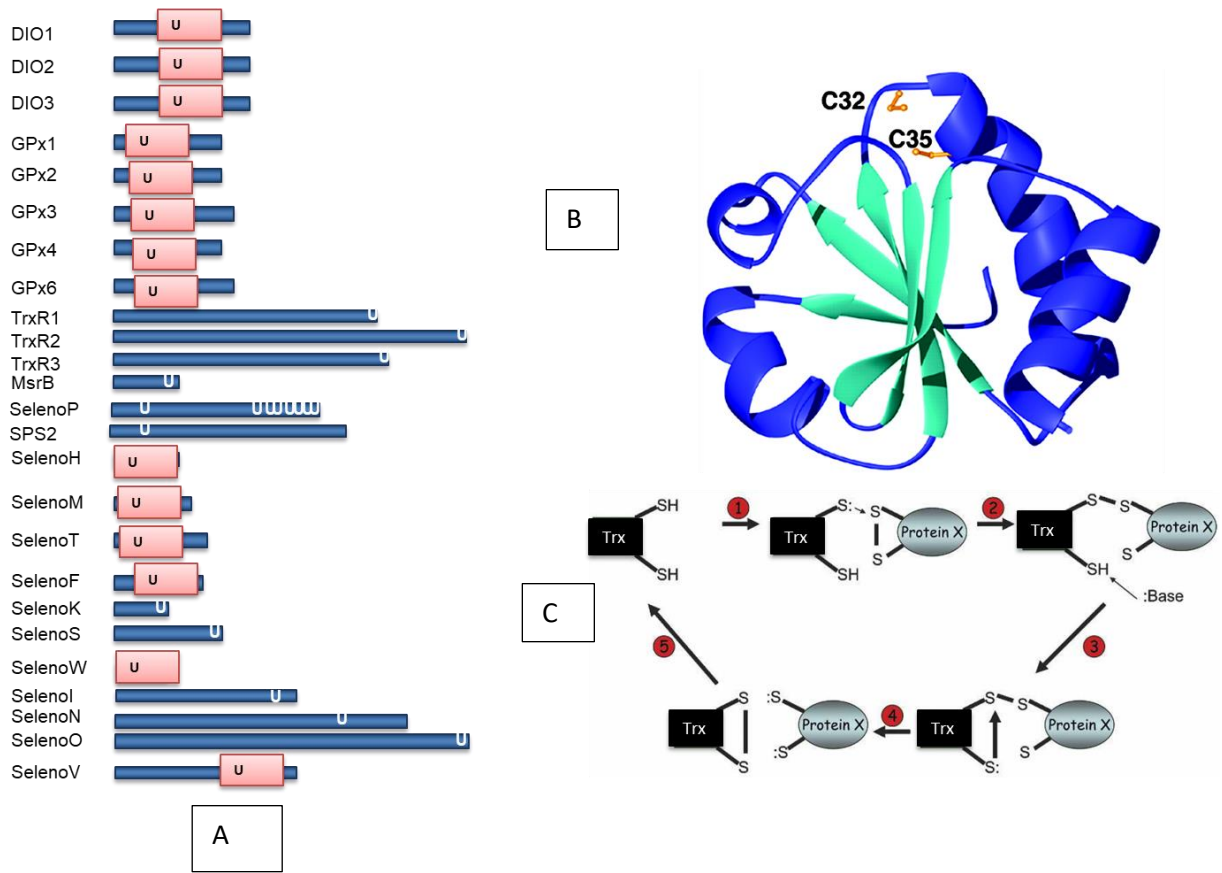 DIO1
U
DIO2
U
DIO3
U
GPx1
U
GPx2
U
GPx3
U
GPx4
U
GPx6
U
TrxR1
U
TrxR2
U
TrxR3
U
MsrB
U
SelenoP
U UUUUUU
SPS2
U
SelenoH
U
SelenoM
U
SelenoT
U
SelenoF
U
SelenoK
U
SelenoS
U
SelenoW
U
SelenoI
U
SelenoN
U
SelenoO
U
SelenoV
U
A
B
C32
C35
C
Trx
SH
SH
1
Trx
S:
SH
S
S
Protein X
2
Trx
S
S
SH
S
Protein X
:Base
3
Trx
S
S
S:
S
Protein X
4
Trx
S
S
:S
:S
Protein X
5